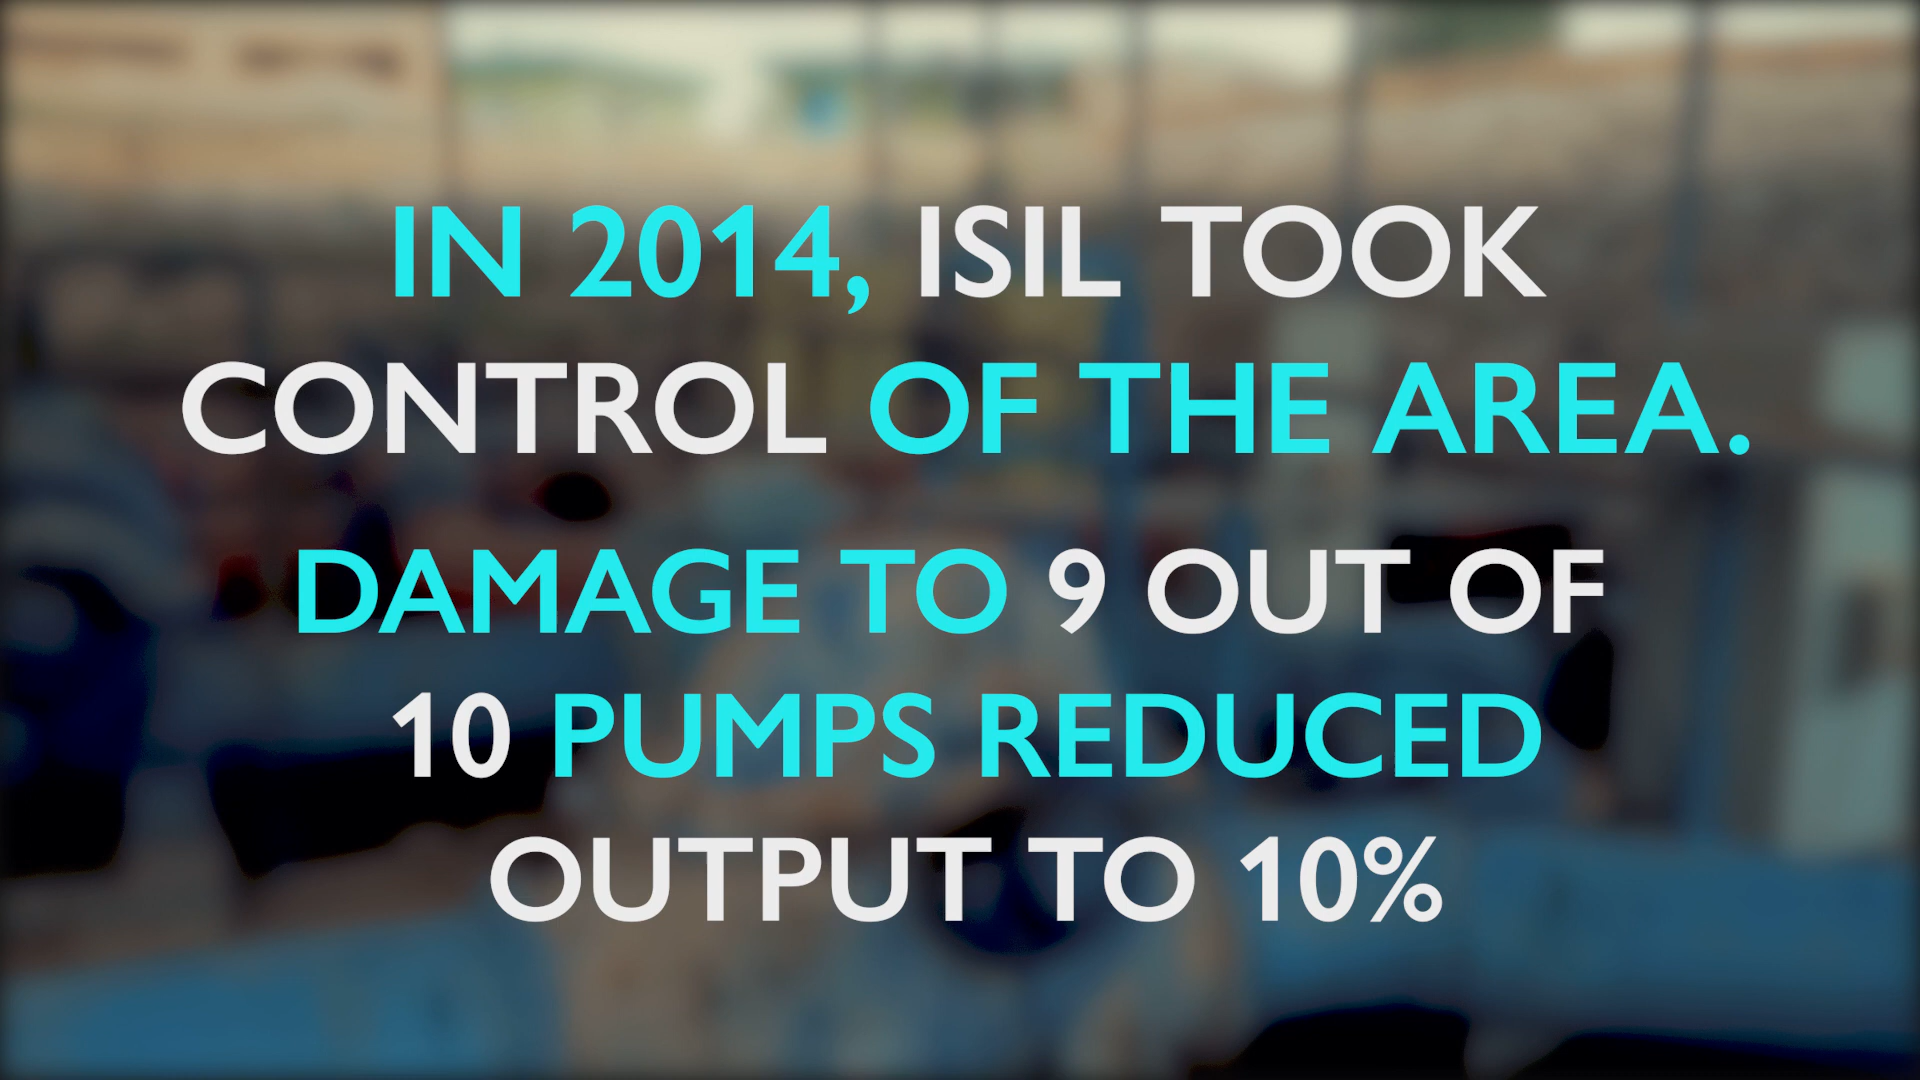 IN 2014, ISIL TOOK
CONTROL OF THE AREA.
DAMAGE TO 9 OUT OF
10 PUMPS REDUCED
OUTPUT TO 10%